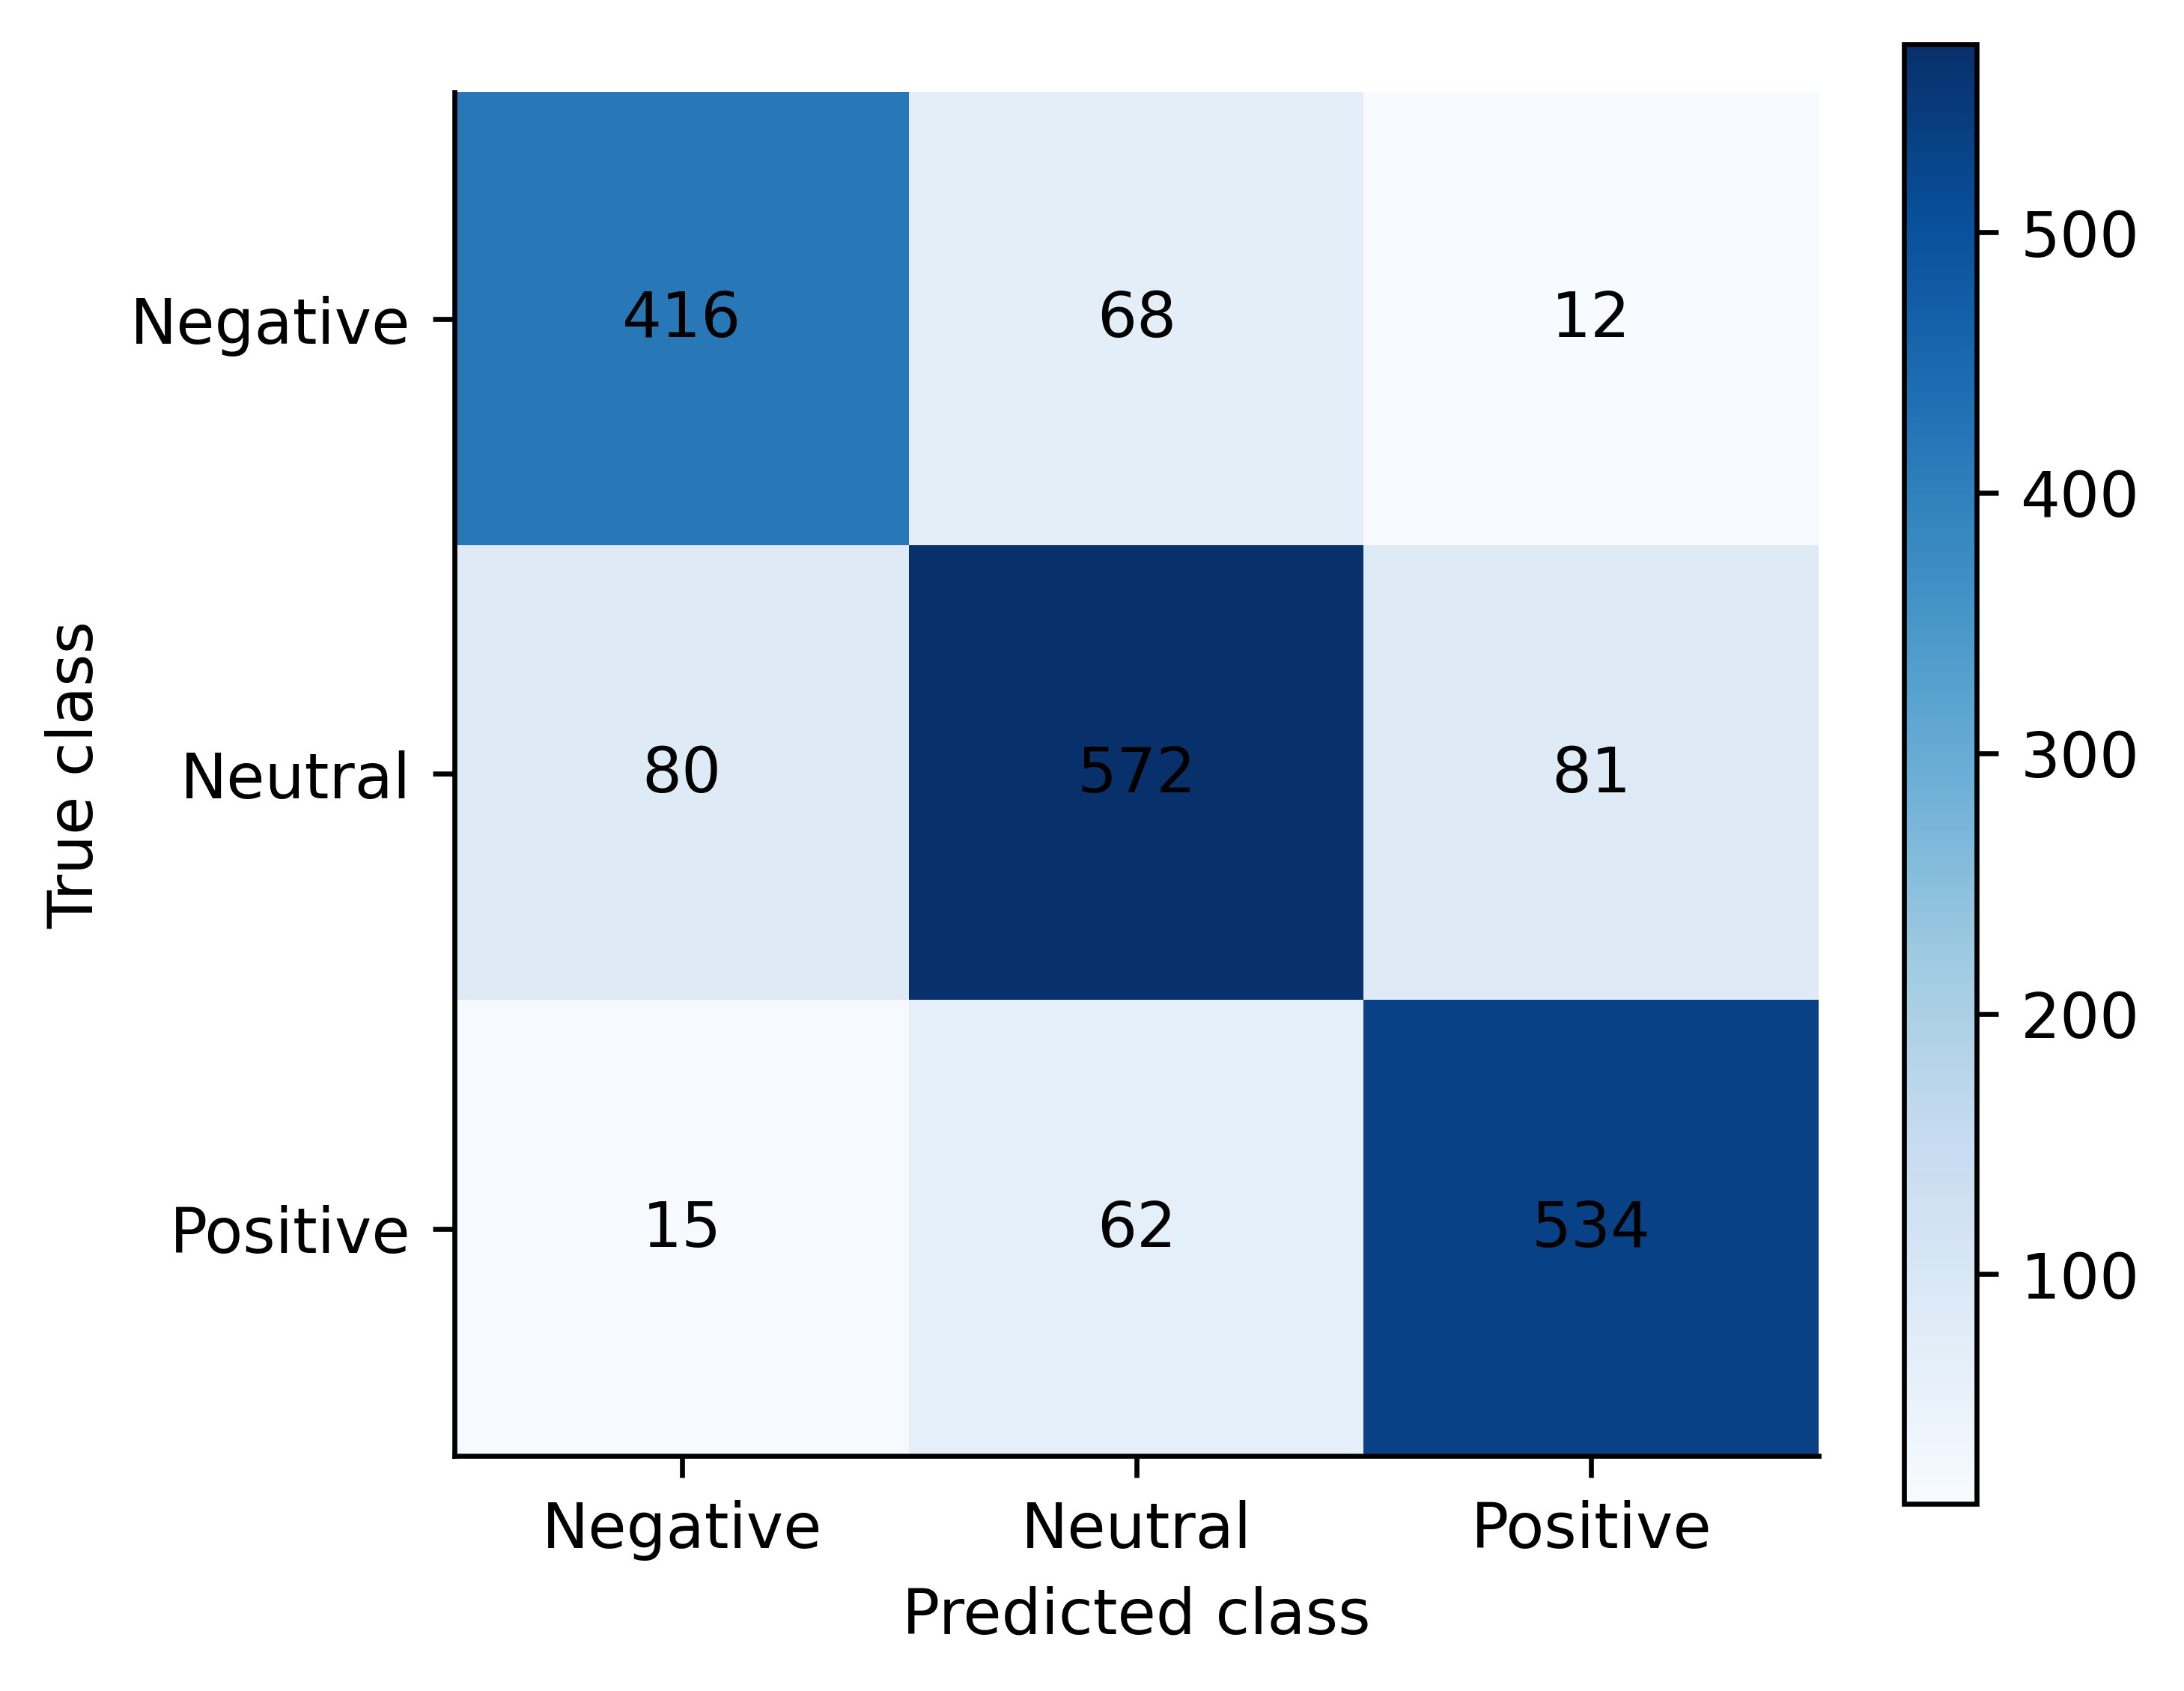 True class
Negative 416 68 12
Neutral 80 572 81
Positive 15 62 534
Negative Neutral Positive
Predicted class
500
400
300
200
100